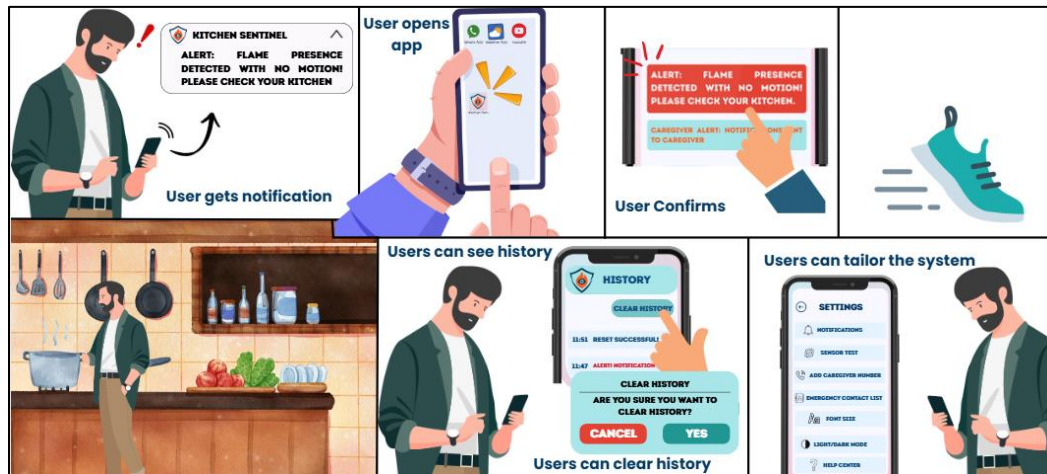 KITCHEN SENTINEL
ALERT: FLAME PRESENCE
DETECTED WITH NO MOTION!
PLEASE CHECK YOUR KITCHEN
User gets notification
User opens
app
ALERT: FLAME PRESENCE
DETECTED WITH NO MOTION!
PLEASE CHECK YOUR KITCHEN.
CAREGIVER ALERT: SENT
TO CAREGIVER
User Confirms
Users can see history
HISTORY
CLEAR HISTORY
11:51 RESET SUCCESSFUL!
11:47 ALERT! NOTIFICATION
CLEAR HISTORY
ARE YOU SURE YOU WANT TO
CLEAR HISTORY?
CANCEL YES
Users can clear history
Users can tailor the system
SETTINGS
NOTIFICATIONS
SENSOR TEST
ADD CAREGIVER NUMBER
EMERGENCY CONTACT LIST
Aa FONT SIZE
LIGHT/DARK MODE
HELP CENTER